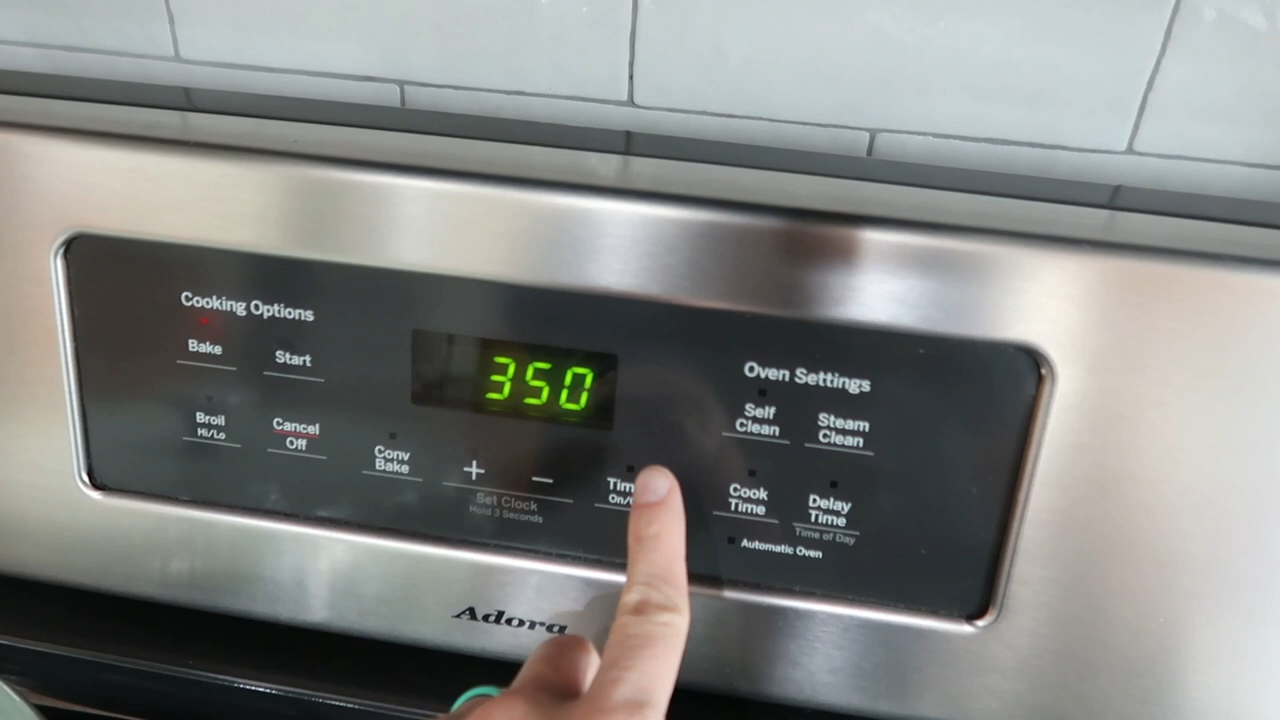 Cooking Options
Bake
Start
350
Oven Settings
Self
Clean
Steam
Clean
Broil
Hi/Lo
Cancel
Off
Conv
Bake
+
−
Set Clock
Hold 3 Seconds
Cook
Time
Delay
Time
Time of Day
Automatic Oven
Adora